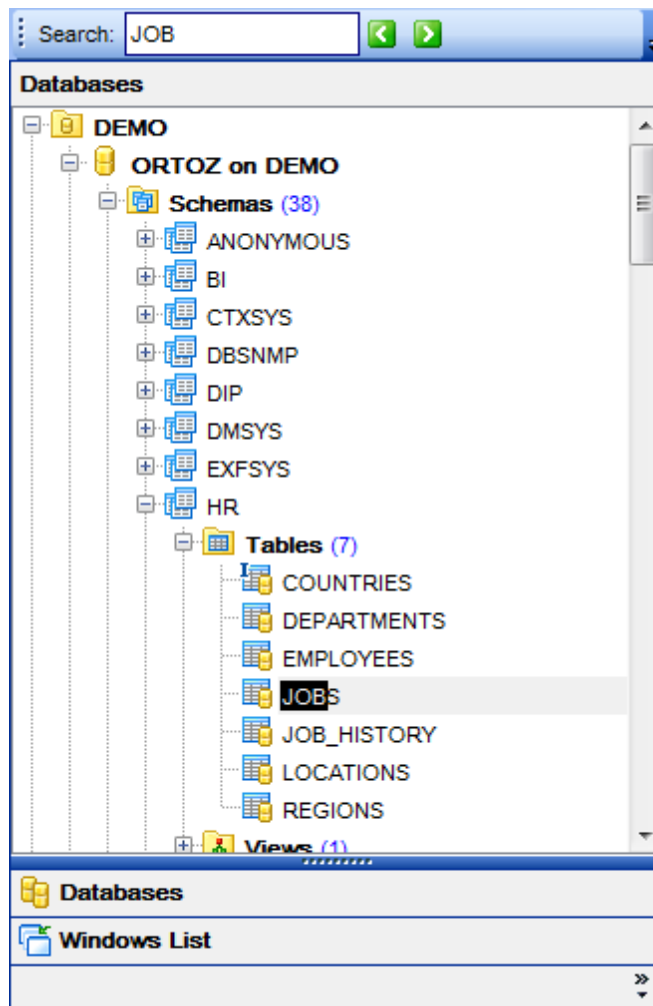 Search: JOB
Databases
DEMO
ORTOZ on DEMO
Schemas (38)
ANONYMOUS
BI
CTXSYS
DBSNMP
DIP
DMSYS
EXFSYS
HR
Tables (7)
COUNTRIES
DEPARTMENTS
EMPLOYEES
JOBS
JOB_HISTORY
LOCATIONS
REGIONS
Views (1)
Databases
Windows List